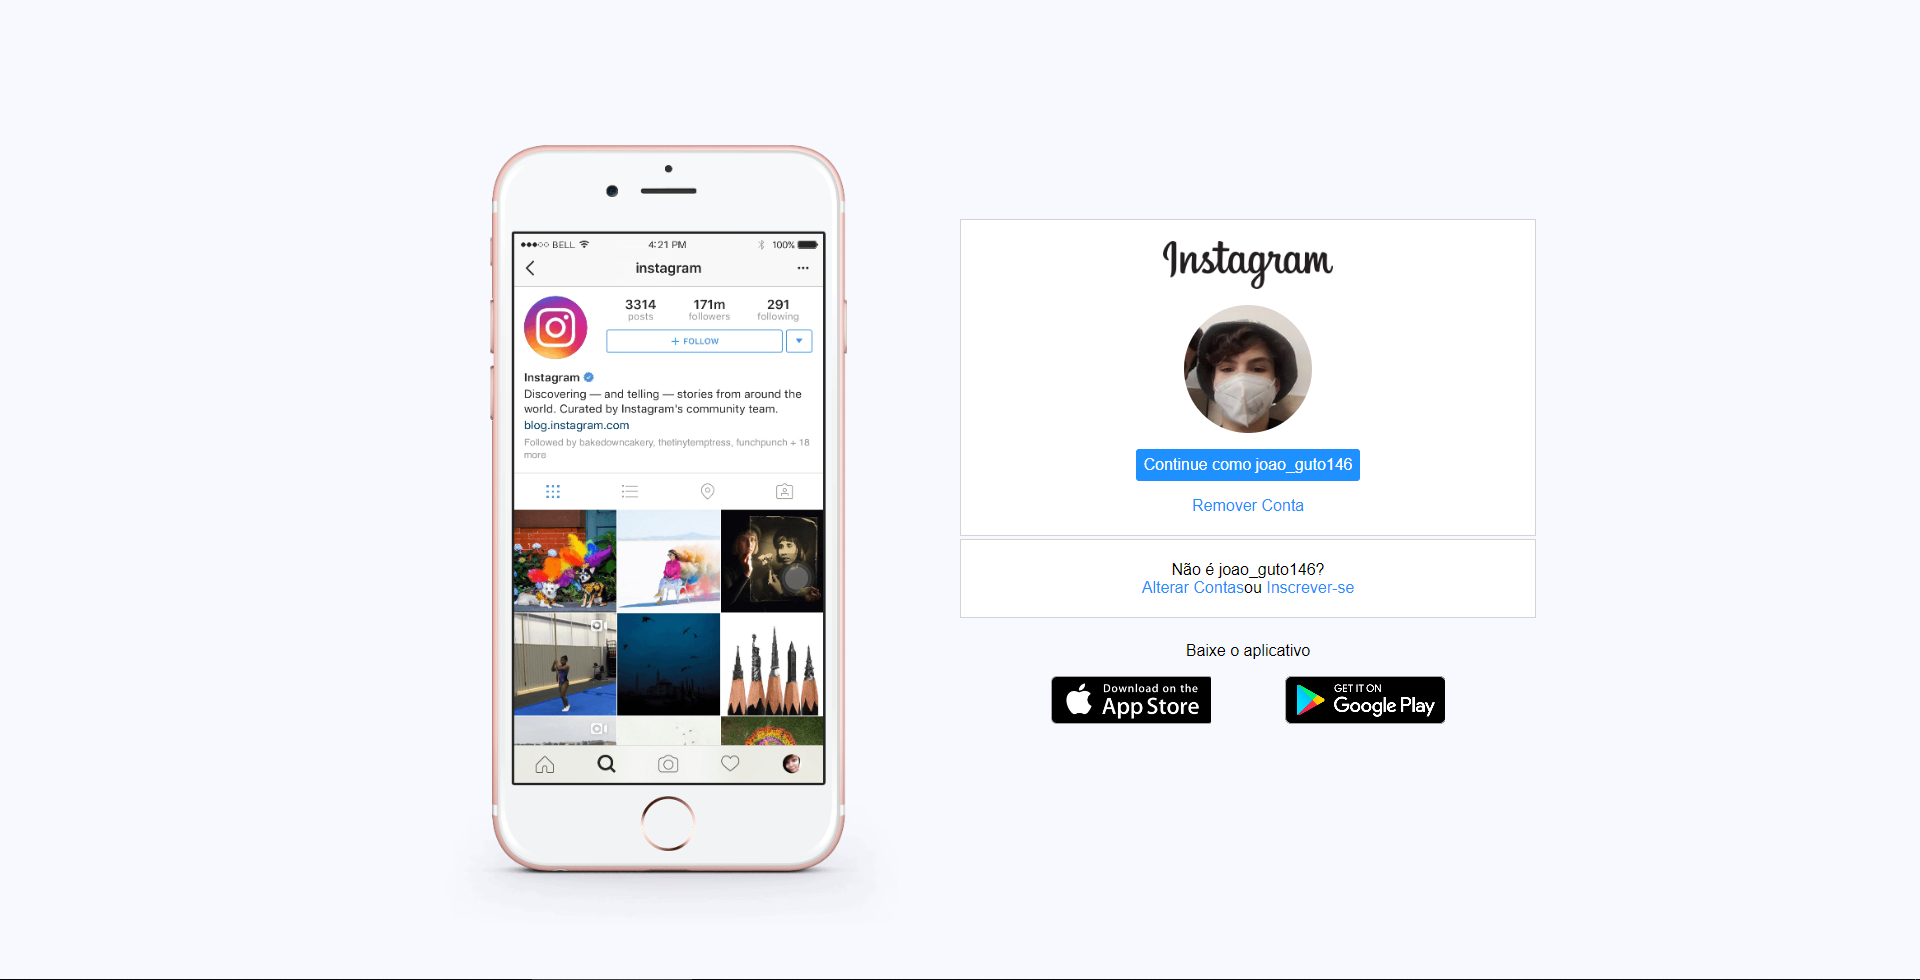 BELL 4:21 PM 100%
instagram
3314 171m 291
posts followers following
+ FOLLOW
Instagram
Discovering — and telling — stories from around the
world. Curated by Instagram's community team.
blog.instagram.com
Followed by bakedowncakery, thetinytemptress, funchpunch + 18
more
Instagram
Continue como joao_guto146
Remover Conta
Não é joao_guto146?
Alterar Contasou Inscrever-se
Baixe o aplicativo
Download on the
App Store
GET IT ON
Google Play